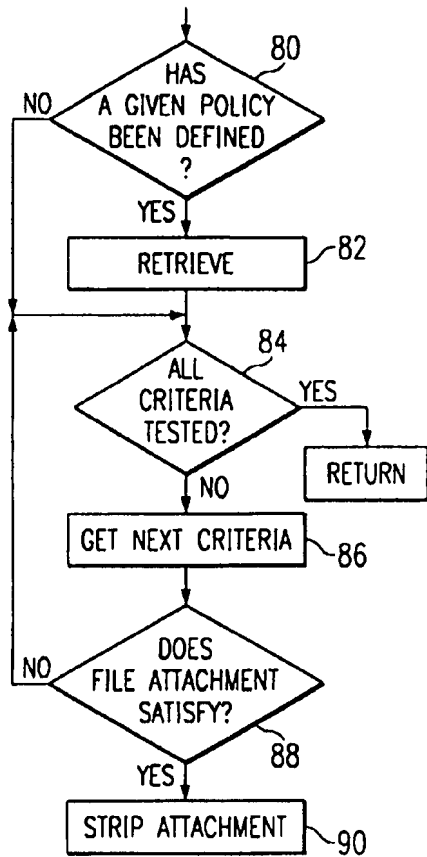 80
HAS
A GIVEN POLICY
BEEN DEFINED
?
NO
YES
82
RETRIEVE
84
ALL
CRITERIA
TESTED?
YES
RETURN
NO
GET NEXT CRITERIA
86
DOES
FILE ATTACHMENT
SATISFY?
NO
88
YES
STRIP ATTACHMENT
90